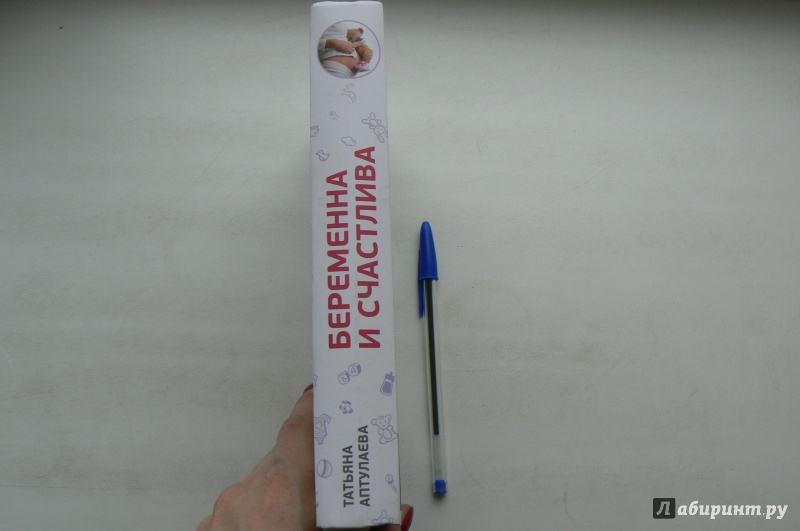 БЕРЕМЕННА
И СЧАСТЛИВА
ТАТЬЯНА
АПТУЛАЕВА
Лабиринт.ру